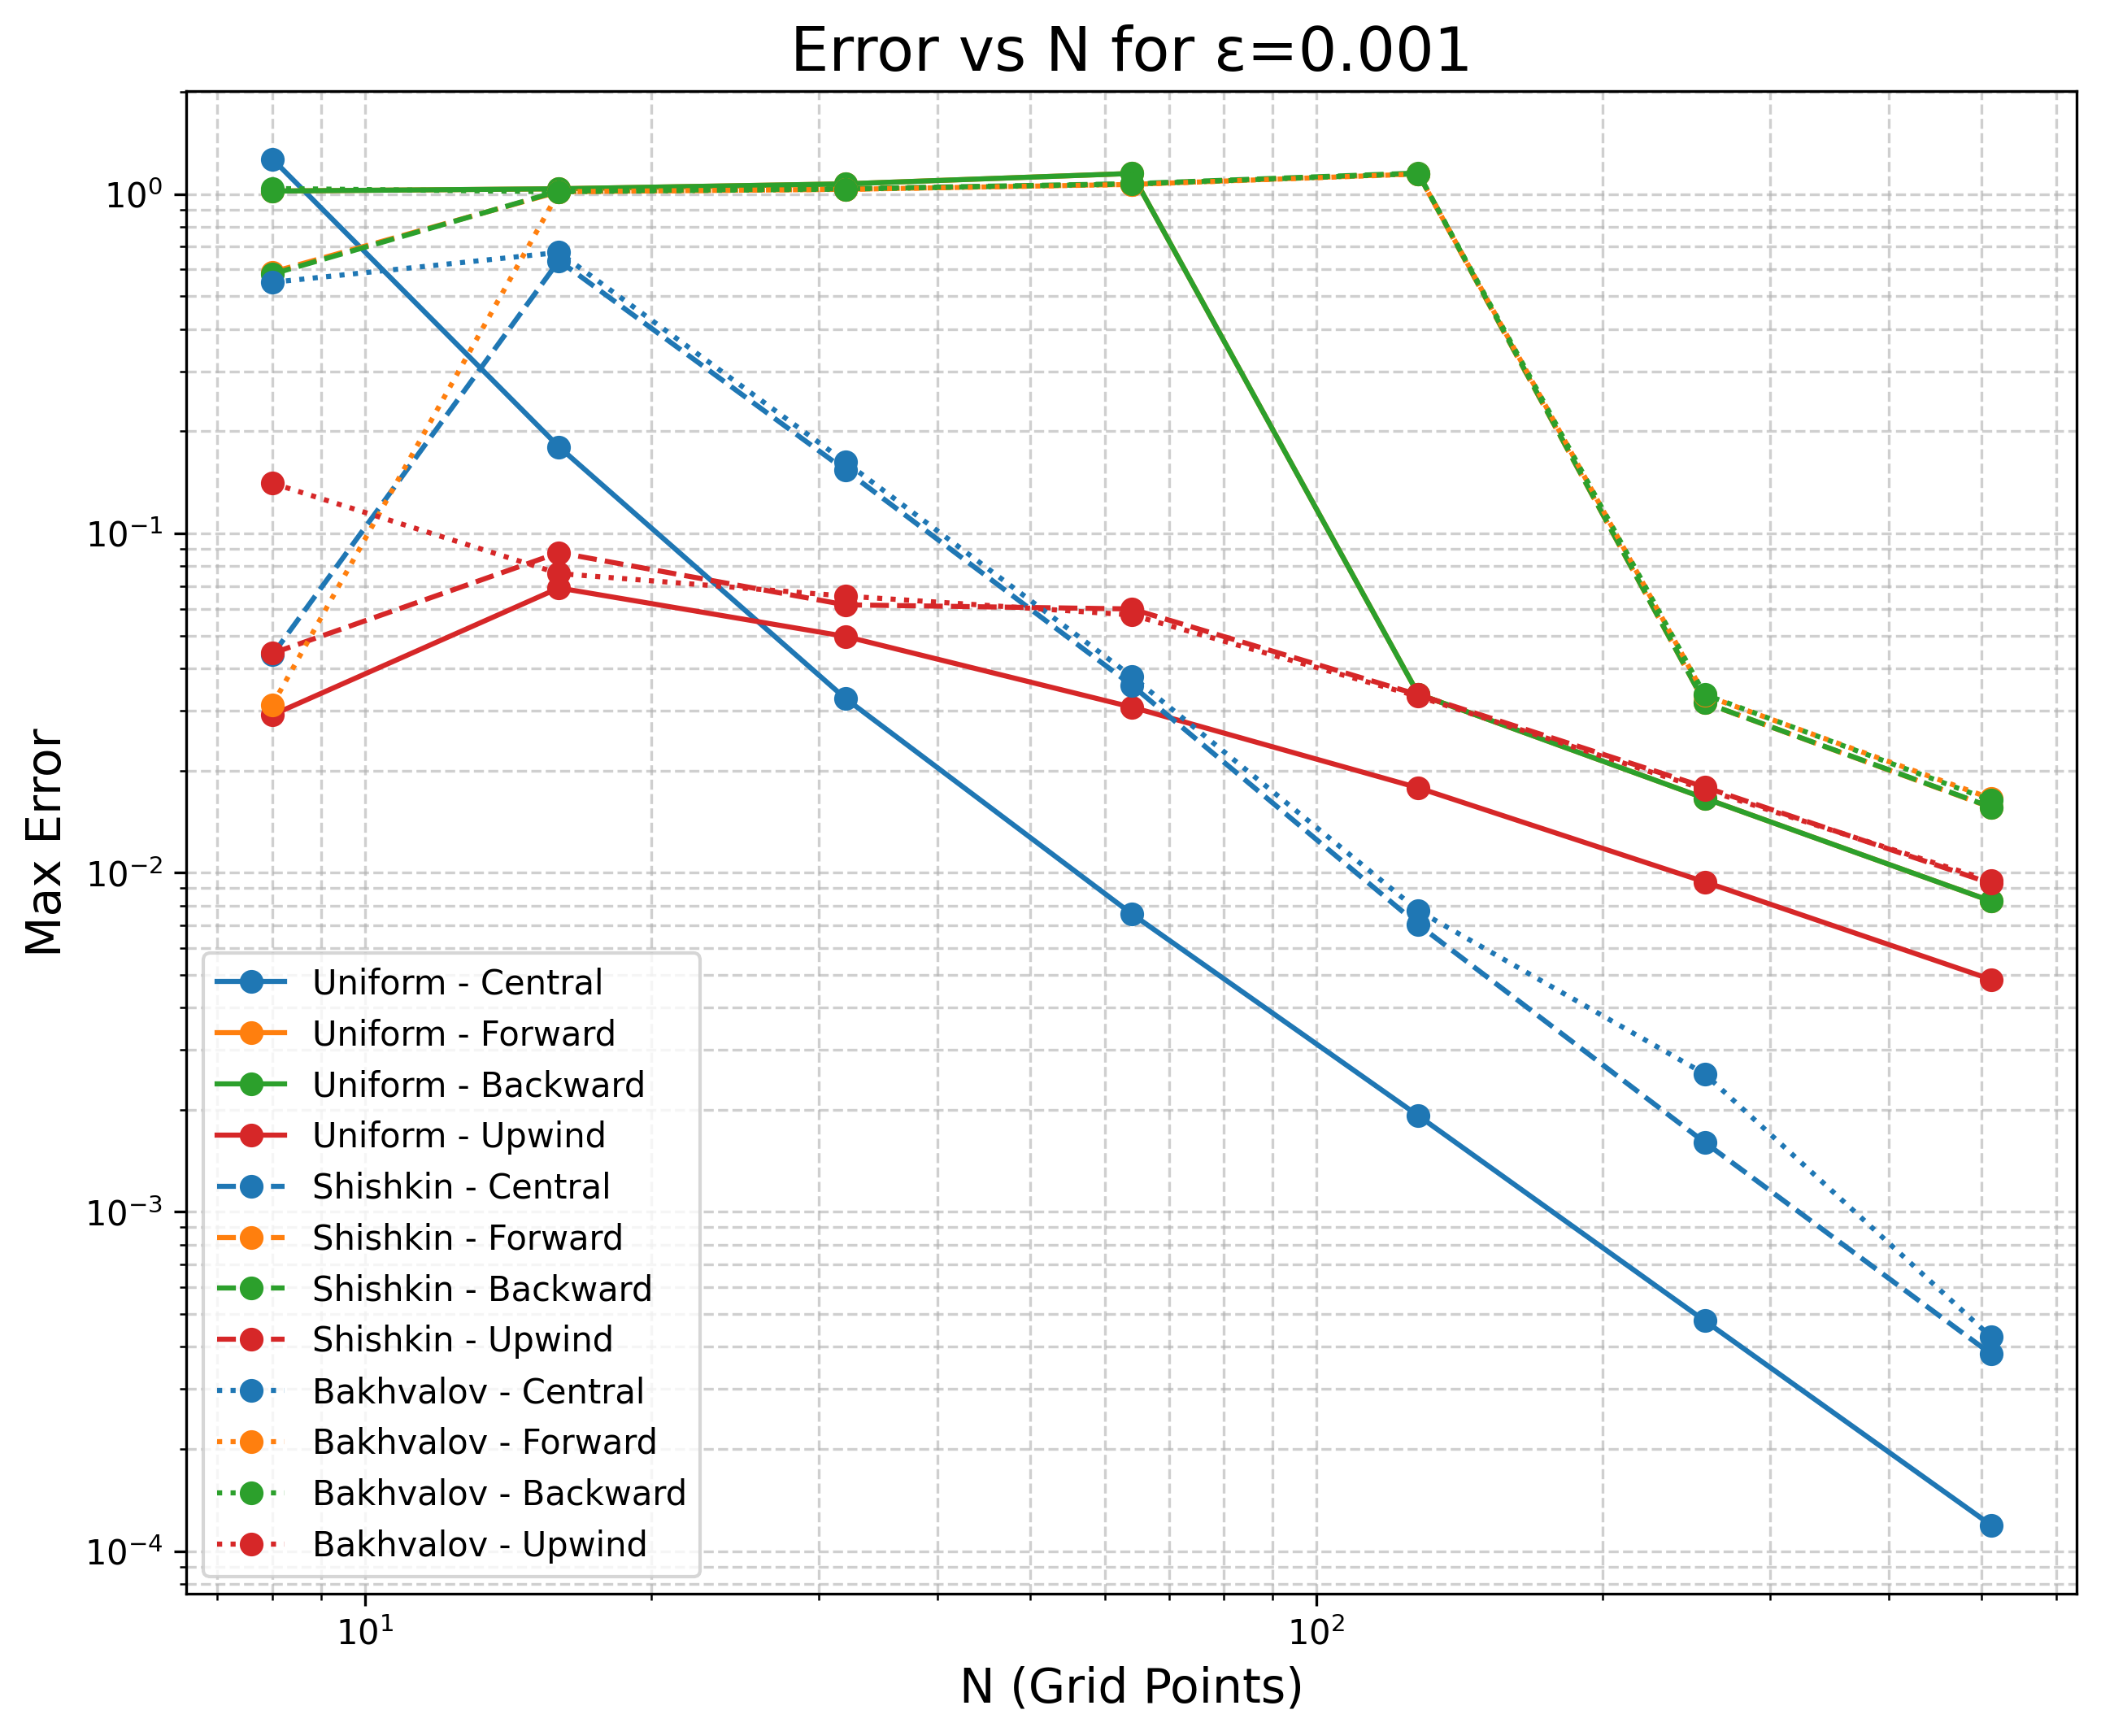 Error vs N for ε=0.001
Max Error
10⁰
10⁻¹
10⁻²
10⁻³
10⁻⁴
Uniform - Central
Uniform - Forward
Uniform - Backward
Uniform - Upwind
Shishkin - Central
Shishkin - Forward
Shishkin - Backward
Shishkin - Upwind
Bakhvalov - Central
Bakhvalov - Forward
Bakhvalov - Backward
Bakhvalov - Upwind
10¹
10²
N (Grid Points)